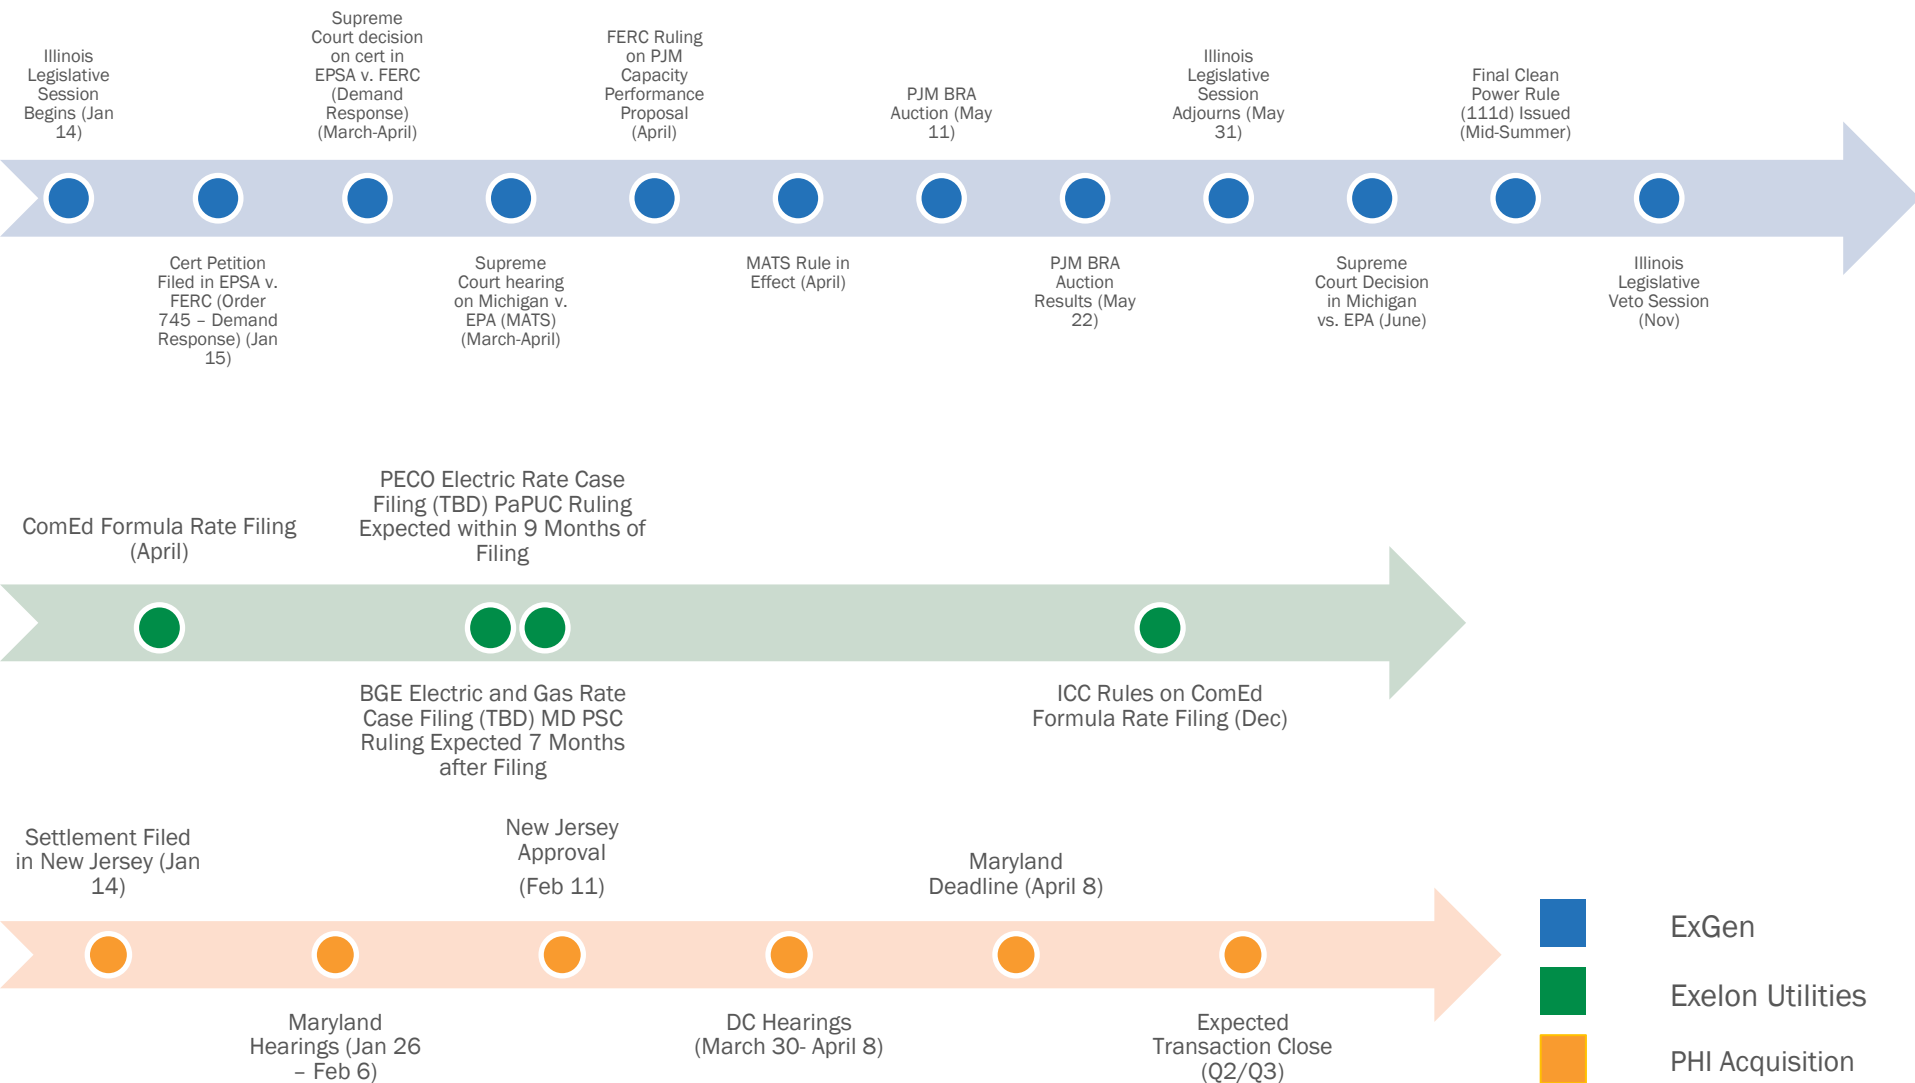 Illinois
Legislative
Session
Begins (Jan
14)
Supreme
Court decision
on cert in
EPSA v. FERC
(Demand
Response)
(March-April)
FERC Ruling
on PJM
Capacity
Performance
Proposal
(April)
PJM BRA
Auction (May
11)
Illinois
Legislative
Session
Adjourns (May
31)
Final Clean
Power Rule
(111d) Issued
(Mid-Summer)
Cert Petition
Filed in EPSA v.
FERC (Order
745 – Demand
Response) (Jan
15)
Supreme
Court hearing
on Michigan v.
EPA (MATS)
(March-April)
MATS Rule in
Effect (April)
PJM BRA
Auction
Results (May
22)
Supreme
Court Decision
in Michigan
vs. EPA (June)
Illinois
Legislative
Veto Session
(Nov)
ComEd Formula Rate Filing
(April)
PECO Electric Rate Case
Filing (TBD) PaPUC Ruling
Expected within 9 Months of
Filing
BGE Electric and Gas Rate
Case Filing (TBD) MD PSC
Ruling Expected 7 Months
after Filing
ICC Rules on ComEd
Formula Rate Filing (Dec)
Settlement Filed
in New Jersey (Jan
14)
New Jersey
Approval
(Feb 11)
Maryland
Deadline (April 8)
Maryland
Hearings (Jan 26
– Feb 6)
DC Hearings
(March 30- April 8)
Expected
Transaction Close
(Q2/Q3)
ExGen
Exelon Utilities
PHI Acquisition